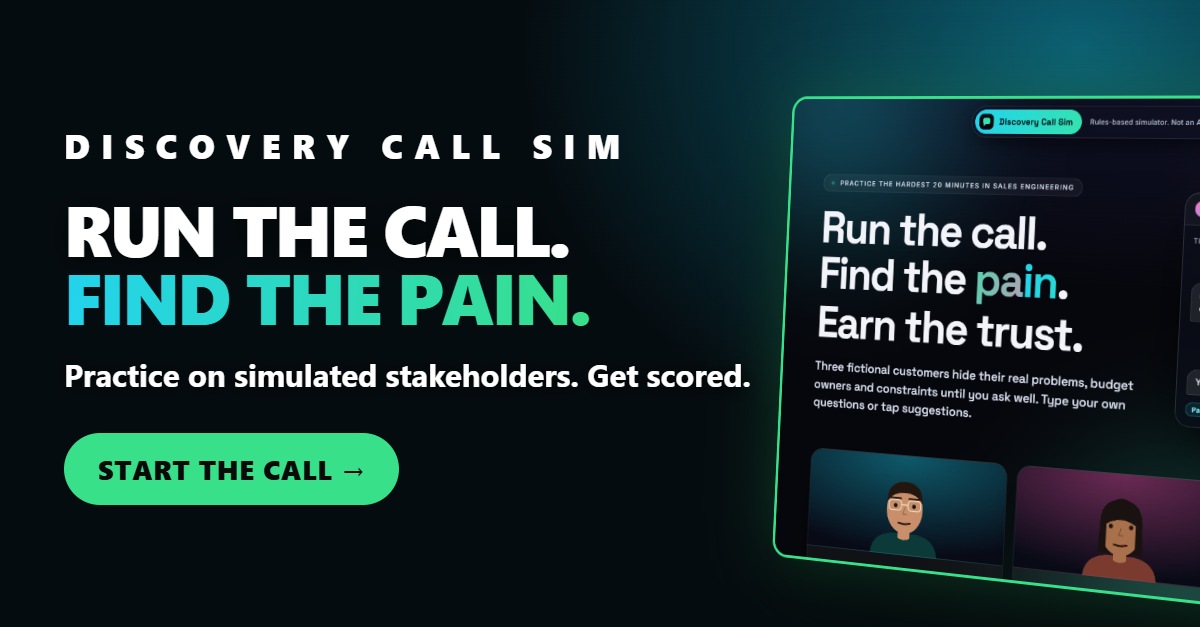 DISCOVERY CALL SIM
RUN THE CALL.
FIND THE PAIN.
Practice on simulated stakeholders. Get scored.
START THE CALL →
Discovery Call Sim
Rules-based simulator. Not an
PRACTICE THE HARDEST 20 MINUTES IN SALES ENGINEERING
Run the call.
Find the pain.
Earn the trust.
Three fictional customers hide their real problems, budget
owners and constraints until you ask well. Type your own
questions or tap suggestions.